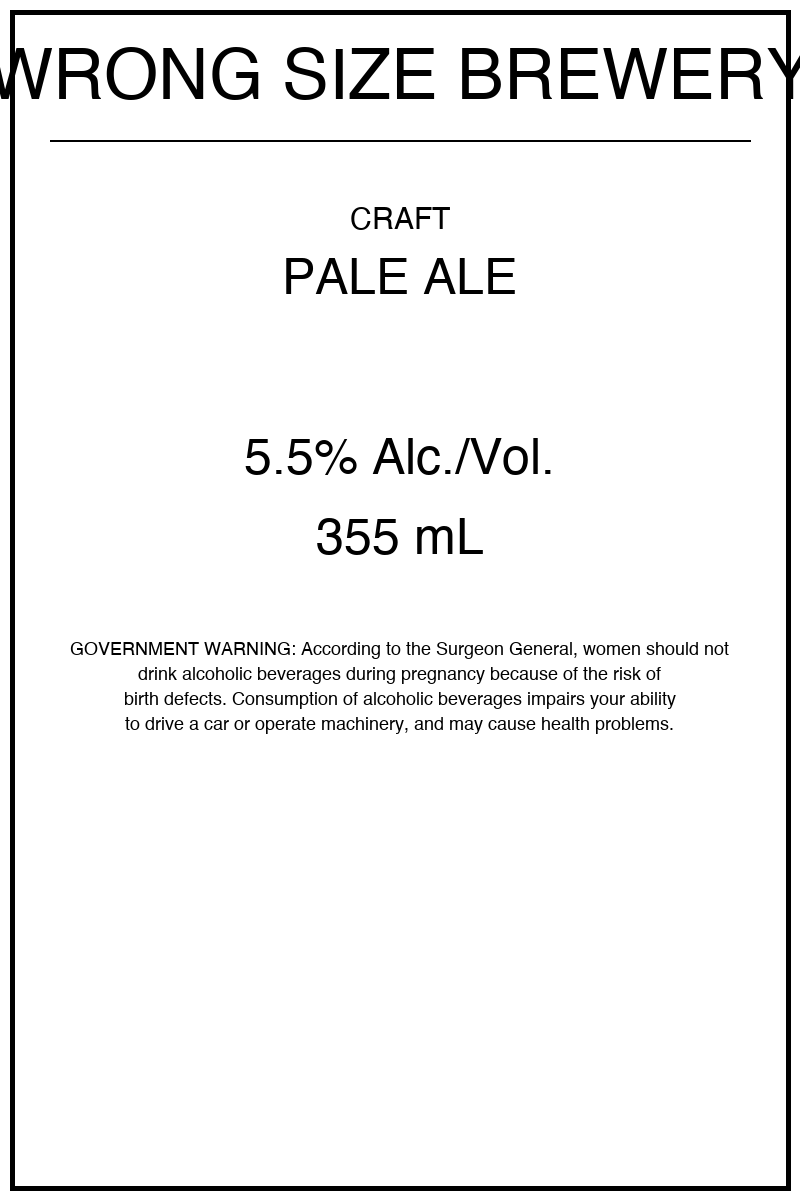 WRONG SIZE BREWERY
CRAFT
PALE ALE
5.5% Alc./Vol.
355 mL
GOVERNMENT WARNING: According to the Surgeon General, women should not
drink alcoholic beverages during pregnancy because of the risk of
birth defects. Consumption of alcoholic beverages impairs your ability
to drive a car or operate machinery, and may cause health problems.